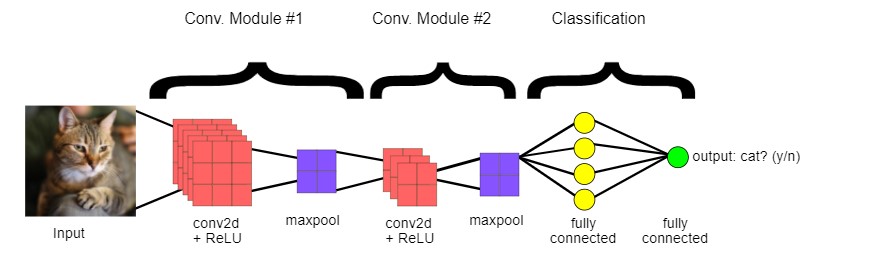 Conv. Module #1
Conv. Module #2
Classification
Input
conv2d
+ ReLU
maxpool
conv2d
+ ReLU
maxpool
fully
connected
fully
connected
output: cat? (y/n)